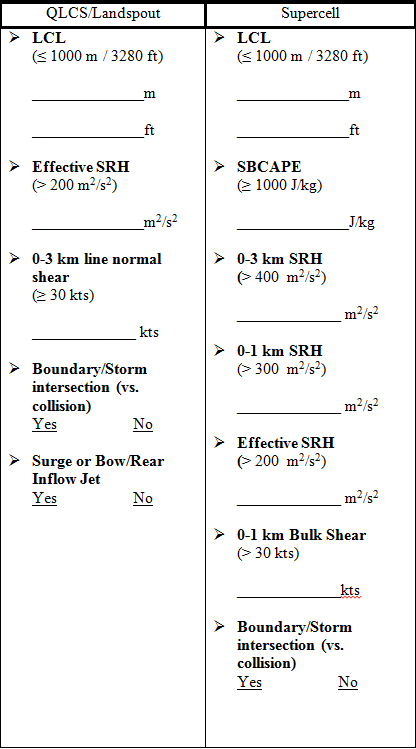 QLCS/Landspout
➢ LCL
(≤ 1000 m / 3280 ft)
_______________m
_______________ft
➢ Effective SRH
(> 200 m²/s²)
_______________m²/s²
➢ 0-3 km line normal
shear
(≥ 30 kts)
______________ kts
➢ Boundary/Storm
intersection (vs.
collision)
Yes No
➢ Surge or Bow/Rear
Inflow Jet
Yes No
Supercell
➢ LCL
(≤ 1000 m / 3280 ft)
_______________m
_______________ft
➢ SBCAPE
(≥ 1000 J/kg)
_______________J/kg
➢ 0-3 km SRH
(> 400 m²/s²)
______________ m²/s²
➢ 0-1 km SRH
(> 300 m²/s²)
______________ m²/s²
➢ Effective SRH
(> 200 m²/s²)
______________ m²/s²
➢ 0-1 km Bulk Shear
(> 30 kts)
______________kts
➢ Boundary/Storm
intersection (vs.
collision)
Yes No